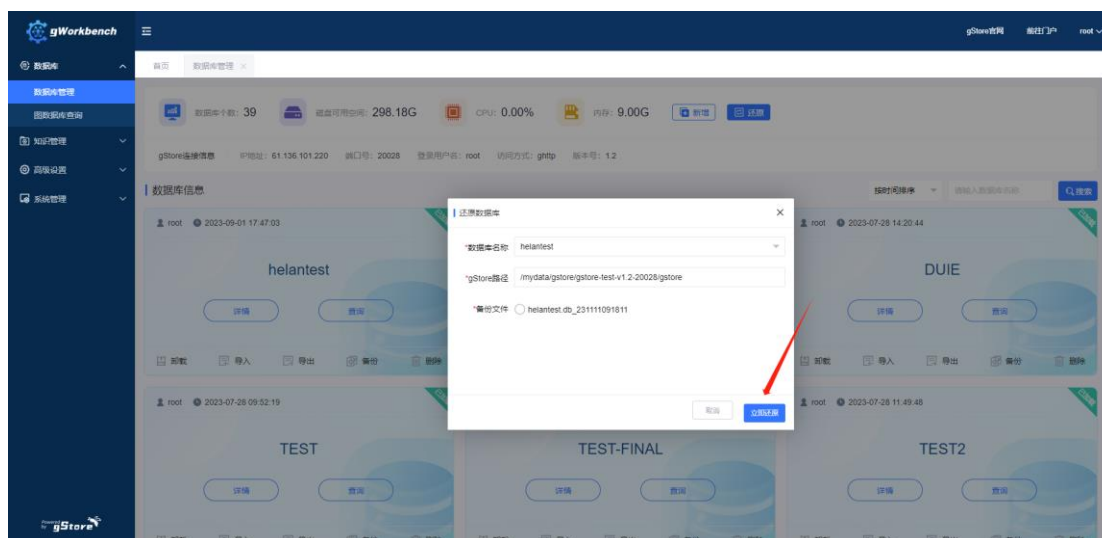 gWorkbench
gStore官网 前往门户 root
数据库
首页 数据库管理 ×
数据库管理
图数据库查询
知识管理
高级设置
系统管理
数据库个数: 39 磁盘可用空间: 298.18G CPU: 0.00% 内存: 9.00G 新增 还原
gStore连接信息 IP地址: 61.136.101.220 端口号: 20028 登录用户名: root 访问方式: ghttp 版本号: 1.2
数据库信息
按时间排序 请输入数据库名称 搜索
root 2023-09-01 17:47:03
helantest
详情 查询
卸载 导入 导出 备份 删除
还原数据库 ×
*数据库名称 helantest
*gStore路径 /mydata/gstore/gstore-test-v1.2-20028/gstore
*备份文件 helantest.db_231111091811
取消 立即还原
root 2023-07-28 14:20:44
DUIE
详情 查询
卸载 导入 导出 备份 删除
root 2023-07-28 09:52:19
TEST
详情 查询
TEST-FINAL
详情 查询
root 2023-07-28 11:49:48
TEST2
详情 查询
Powered by gStore